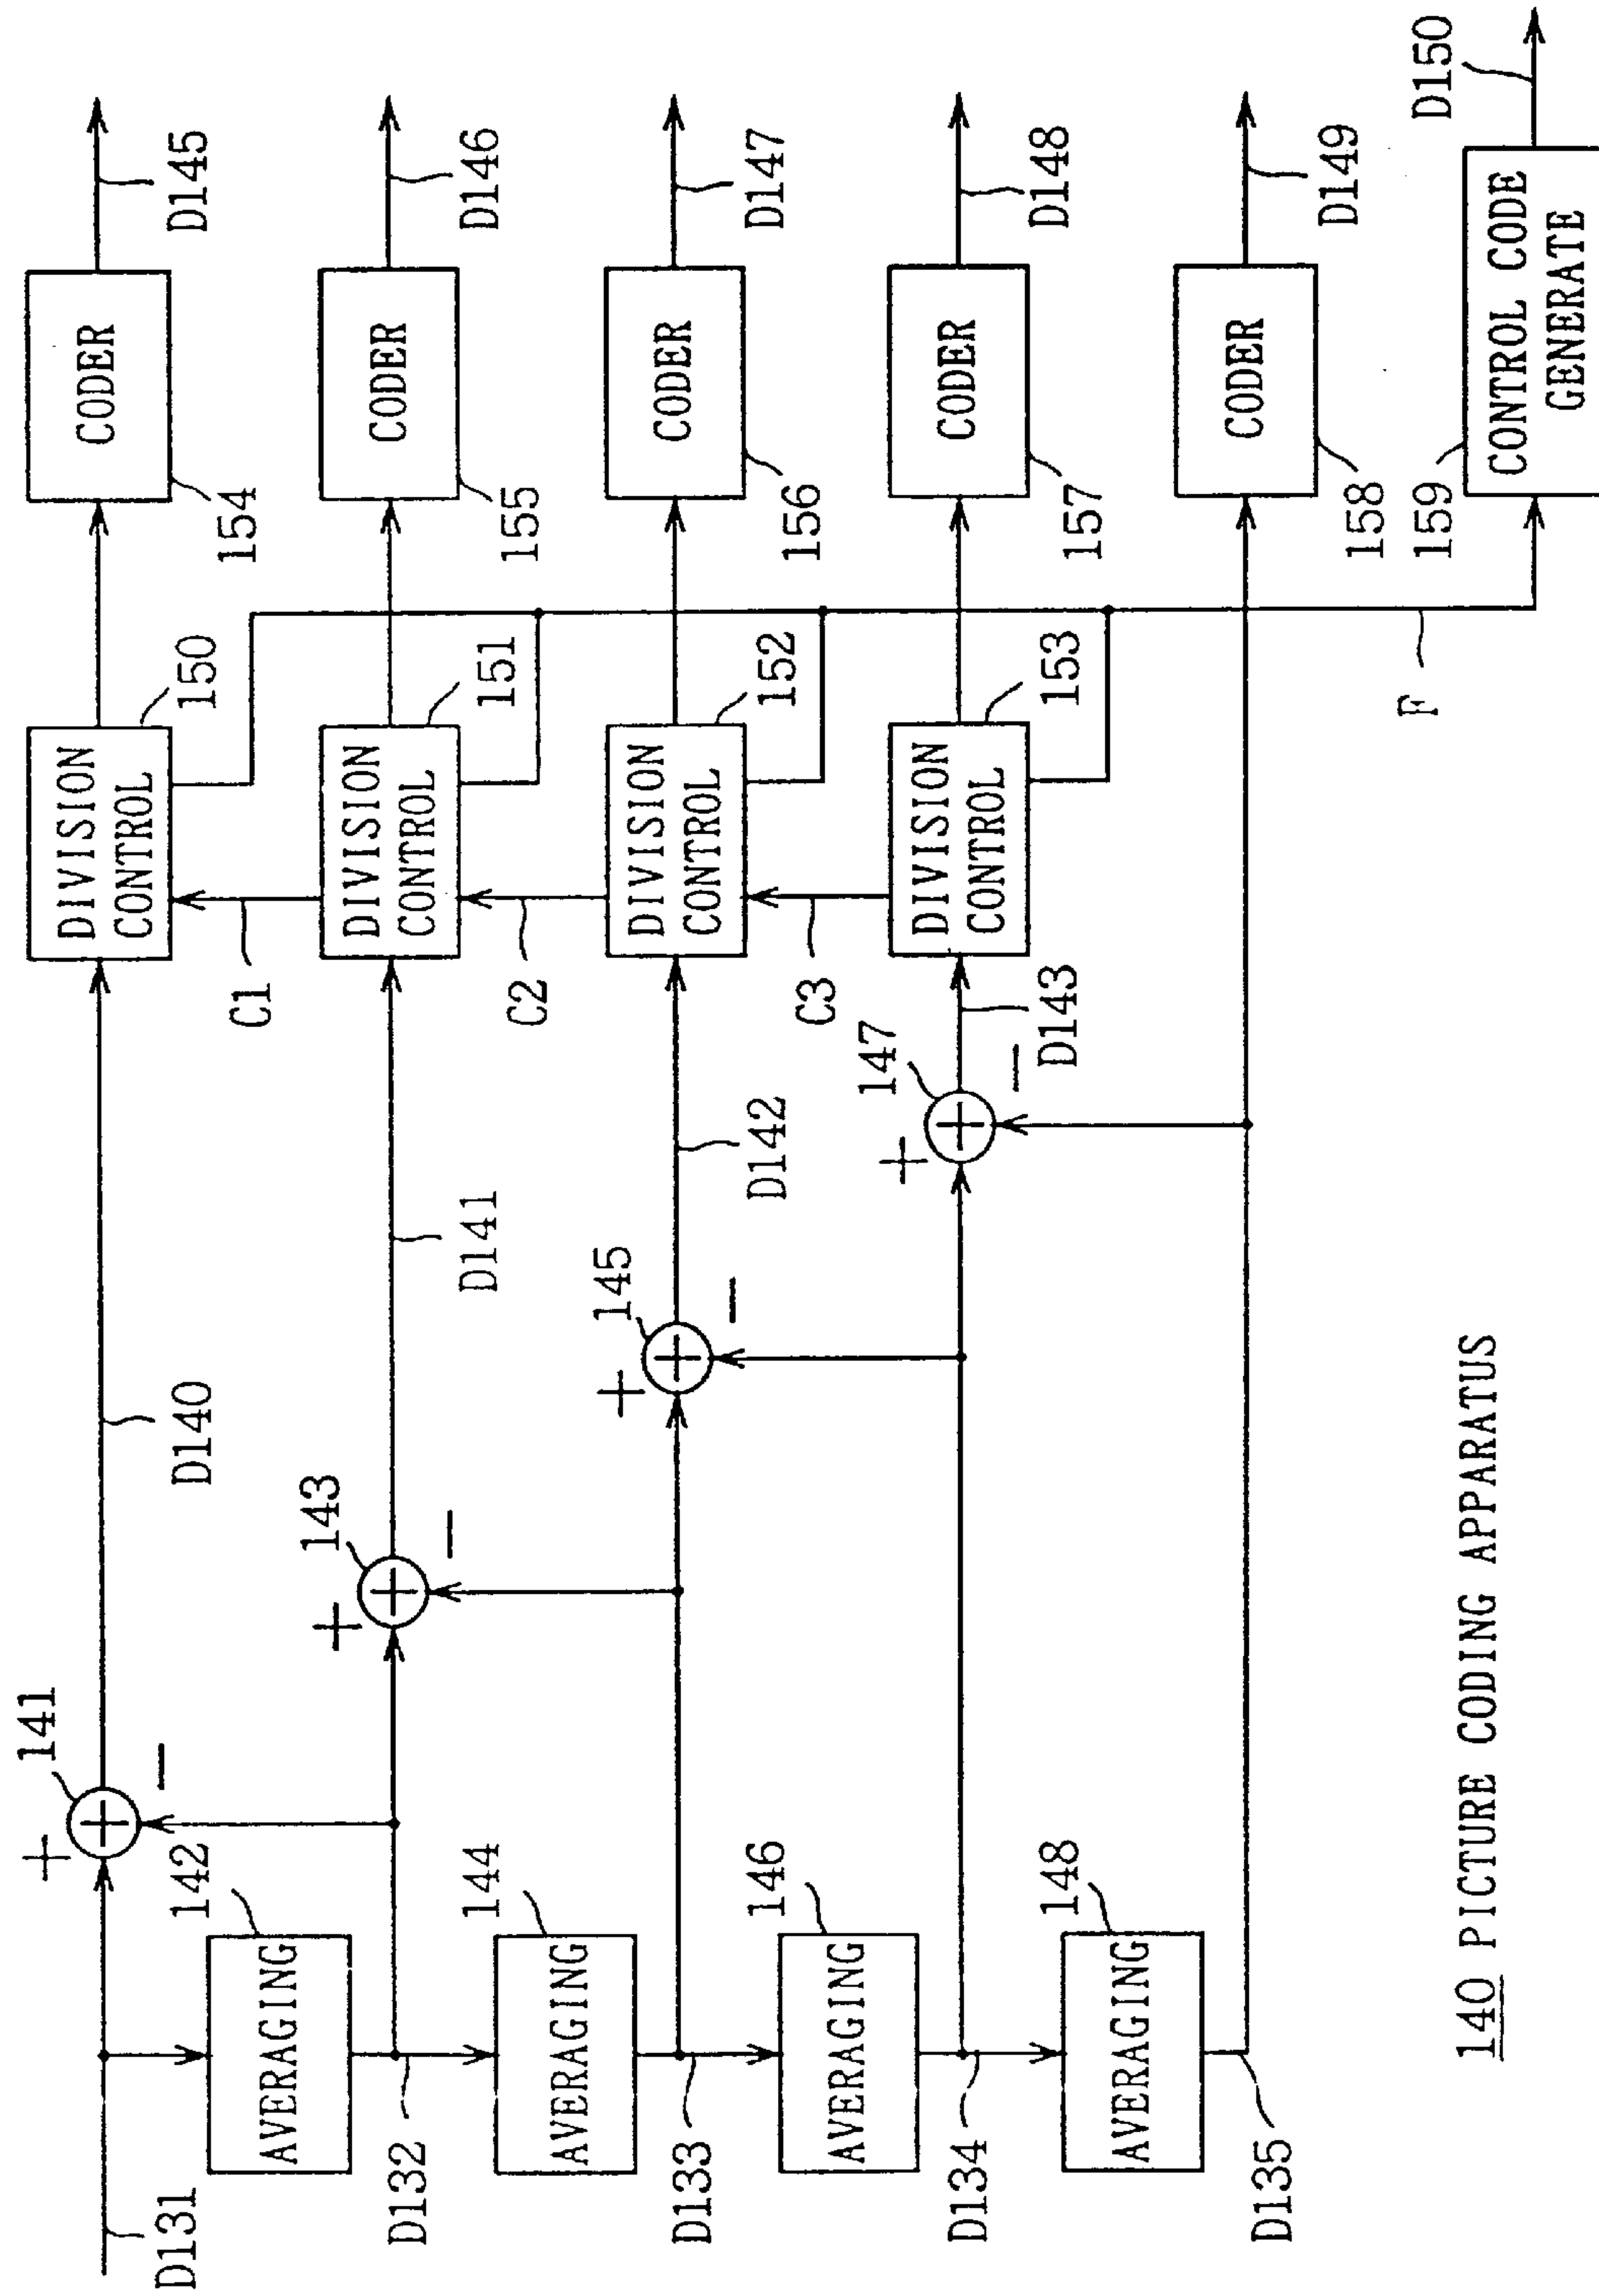 D131
141
+
−
D140
DIVISION
CONTROL
150
CODER
154
D145
AVERAGING
142
D132
143
+
−
D141
C1
DIVISION
CONTROL
151
CODER
155
D146
AVERAGING
144
D133
145
+
−
D142
C2
DIVISION
CONTROL
152
CODER
156
D147
AVERAGING
146
D134
147
+
−
D143
C3
DIVISION
CONTROL
153
CODER
157
D148
AVERAGING
148
D135
CODER
158
D149
F
159
CONTROL CODE
GENERATE
D150
140 PICTURE CODING APPARATUS